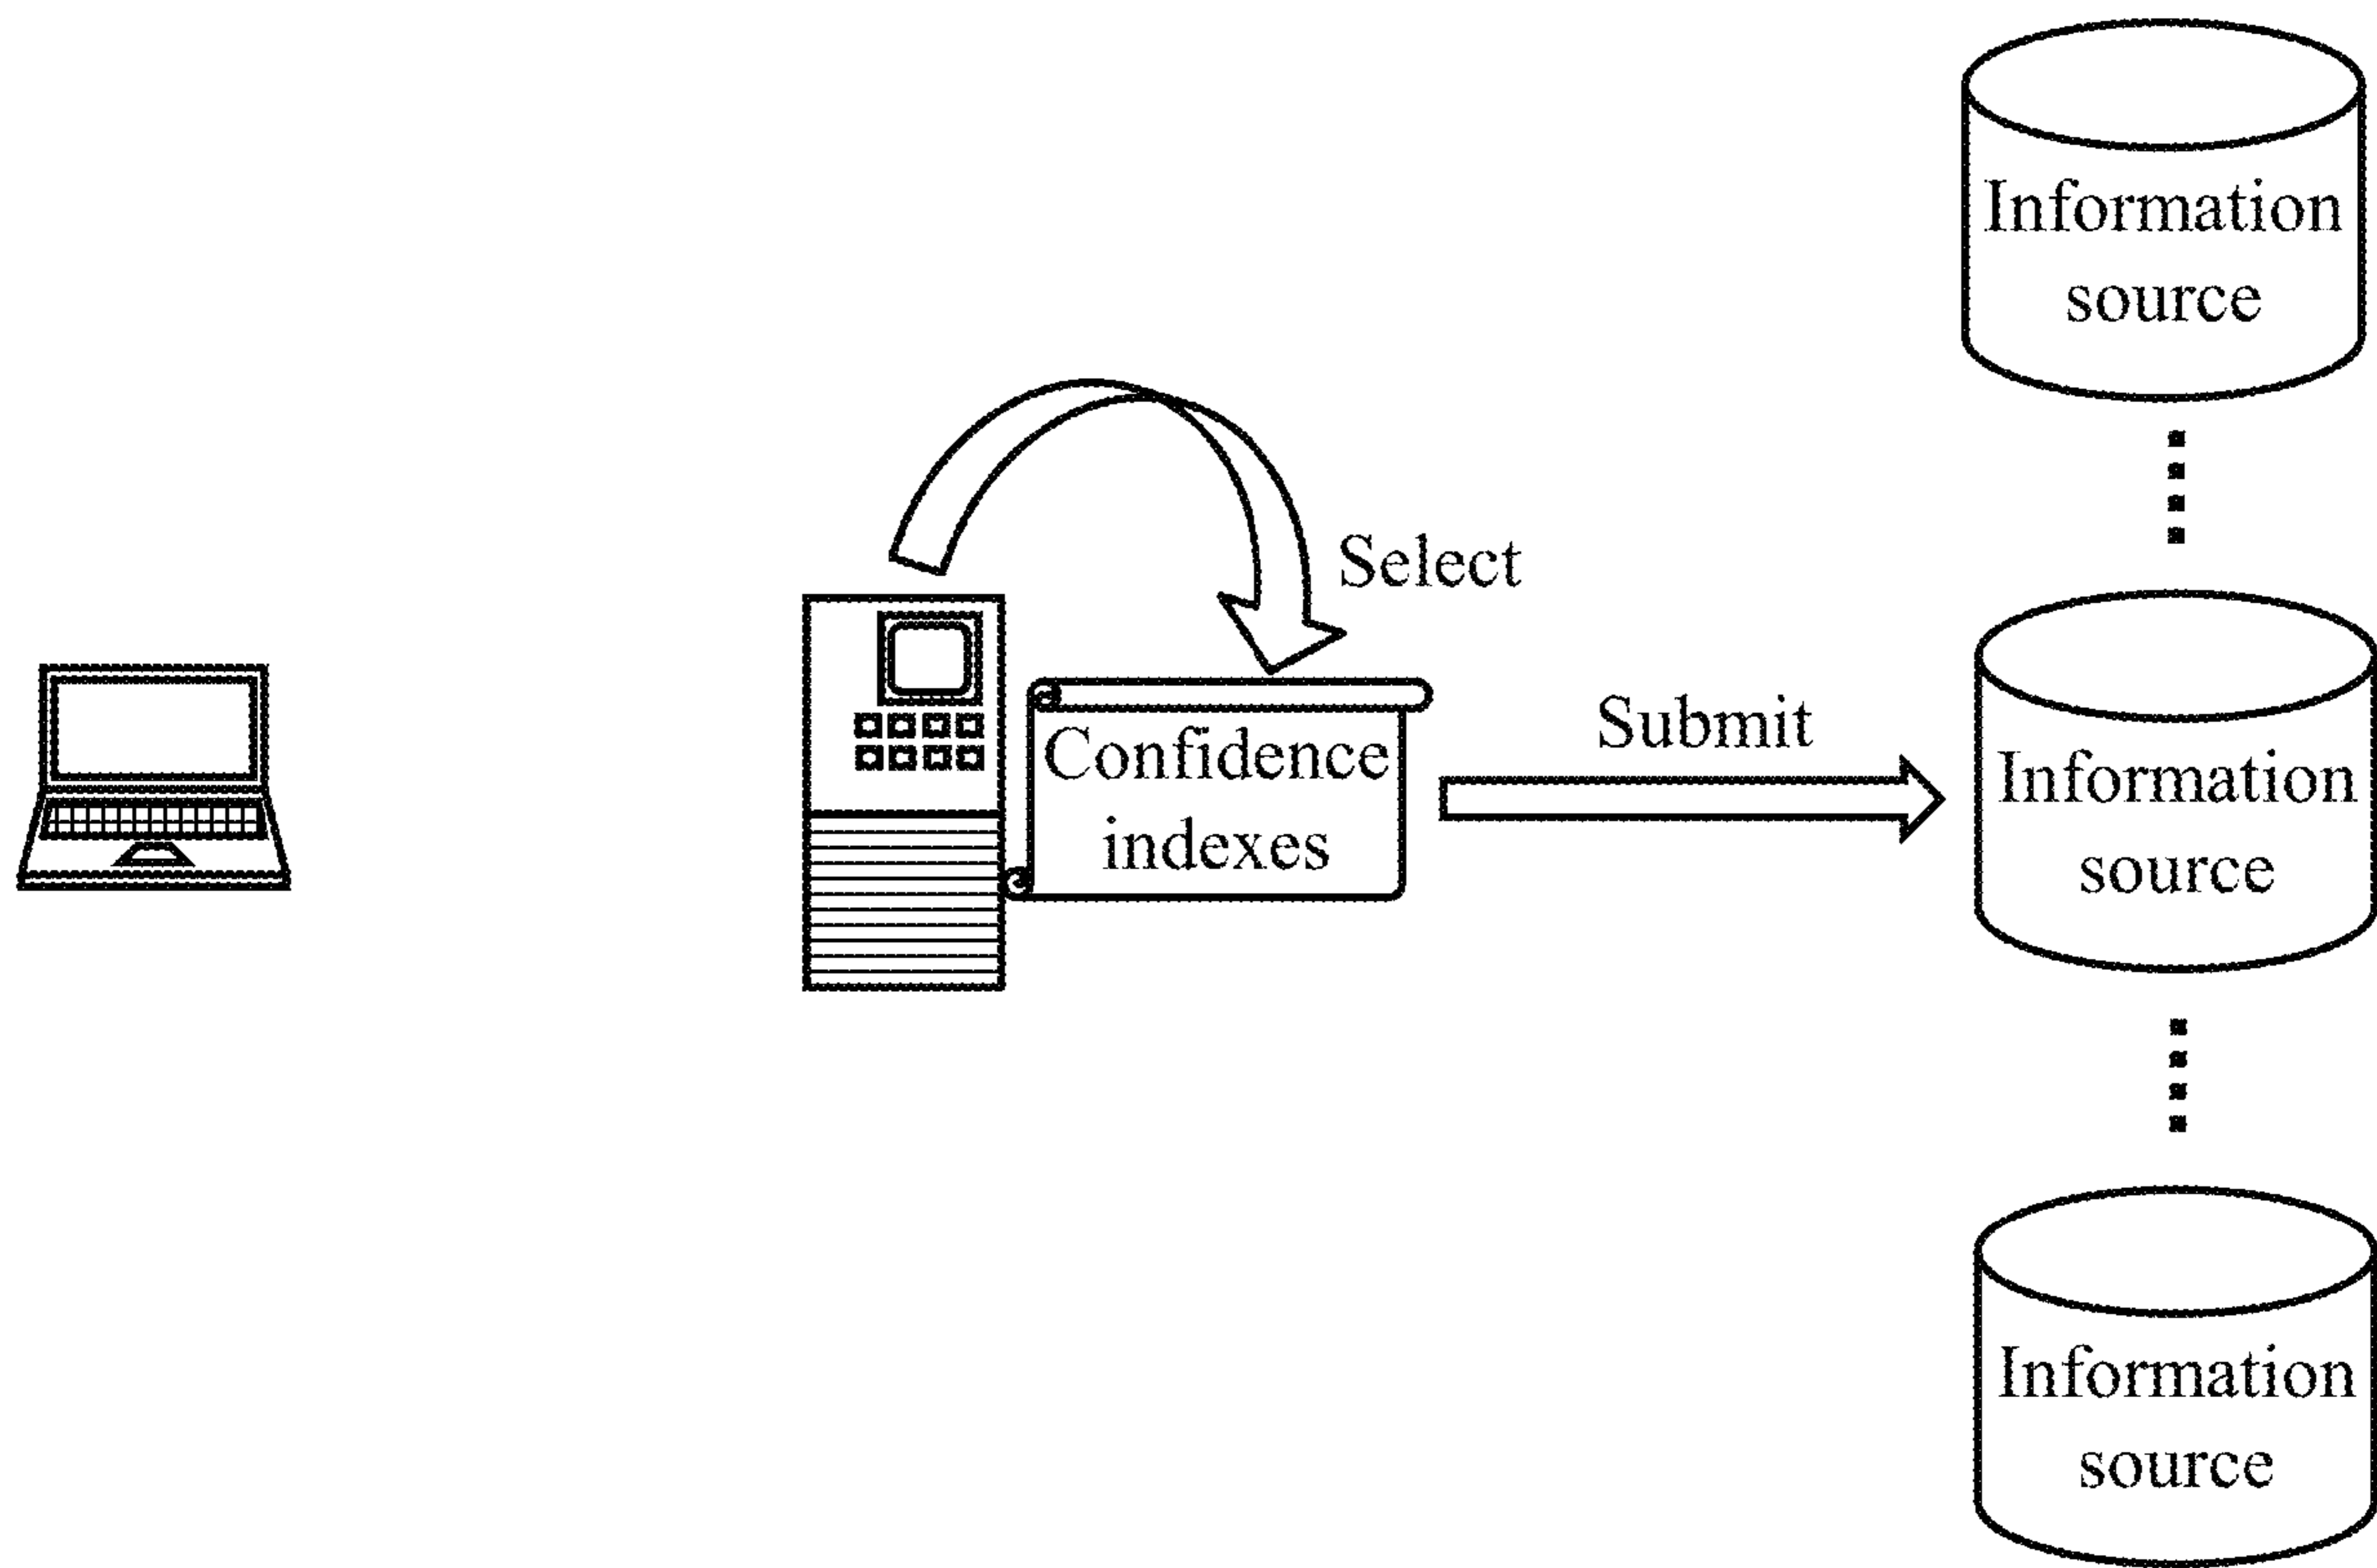 Information
source
Select
Confidence
indexes
Submit
Information
source
Information
source